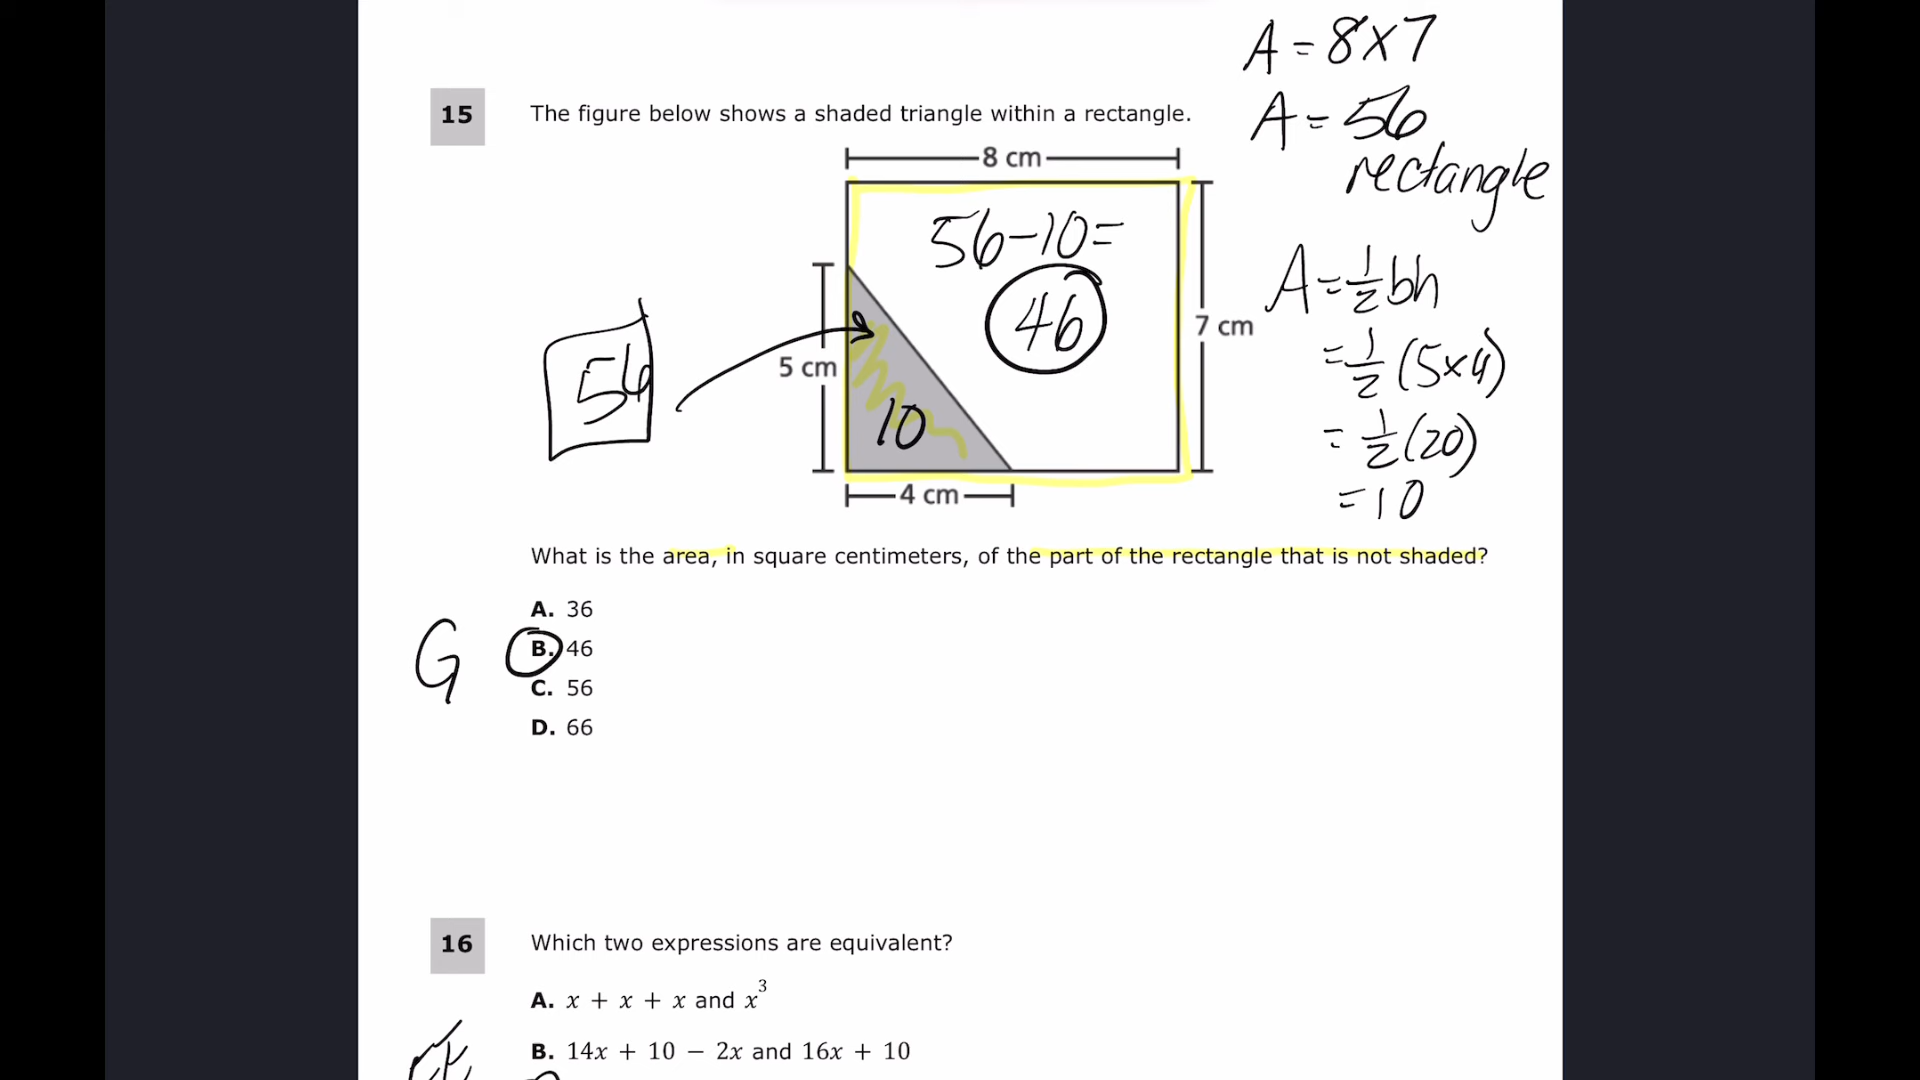 A = 8 x 7
A = 56
rectangle
15 The figure below shows a shaded triangle within a rectangle.
8 cm
56 - 10 =
46
A = 1/2 bh
= 1/2 (5 x 4)
= 1/2 (20)
= 10
7 cm
56
5 cm
10
4 cm
What is the area, in square centimeters, of the part of the rectangle that is not shaded?
A. 36
G
B. 46
C. 56
D. 66
16 Which two expressions are equivalent?
A. x + x + x and x³
B. 14x + 10 − 2x and 16x + 10